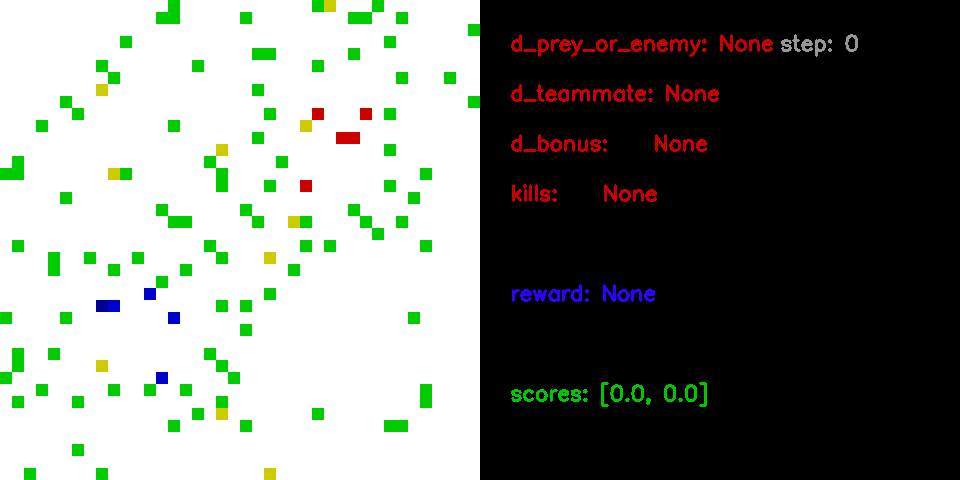 d_prey_or_enemy: None step: 0
d_teammate: None
d_bonus: None
kills: None
reward: None
scores: [0.0, 0.0]